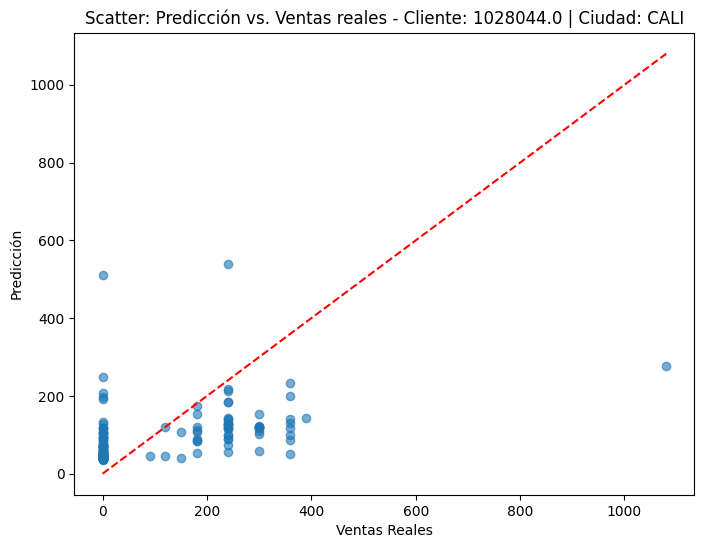 Scatter: Predicción vs. Ventas reales - Cliente: 1028044.0 | Ciudad: CALI
1000
800
600
400
200
0
Predicción
0 200 400 600 800 1000
Ventas Reales